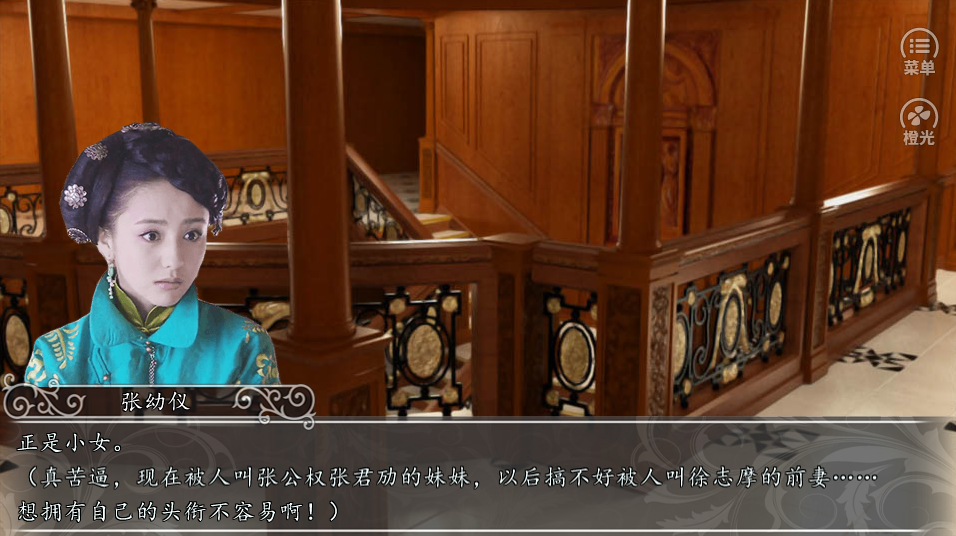 菜单
橙光
张幼仪
正是小女。
（真苦逼，现在被人叫张公权张君劢的妹妹，以后搞不好被人叫徐志摩的前妻……
想拥有自己的头衔不容易啊！）